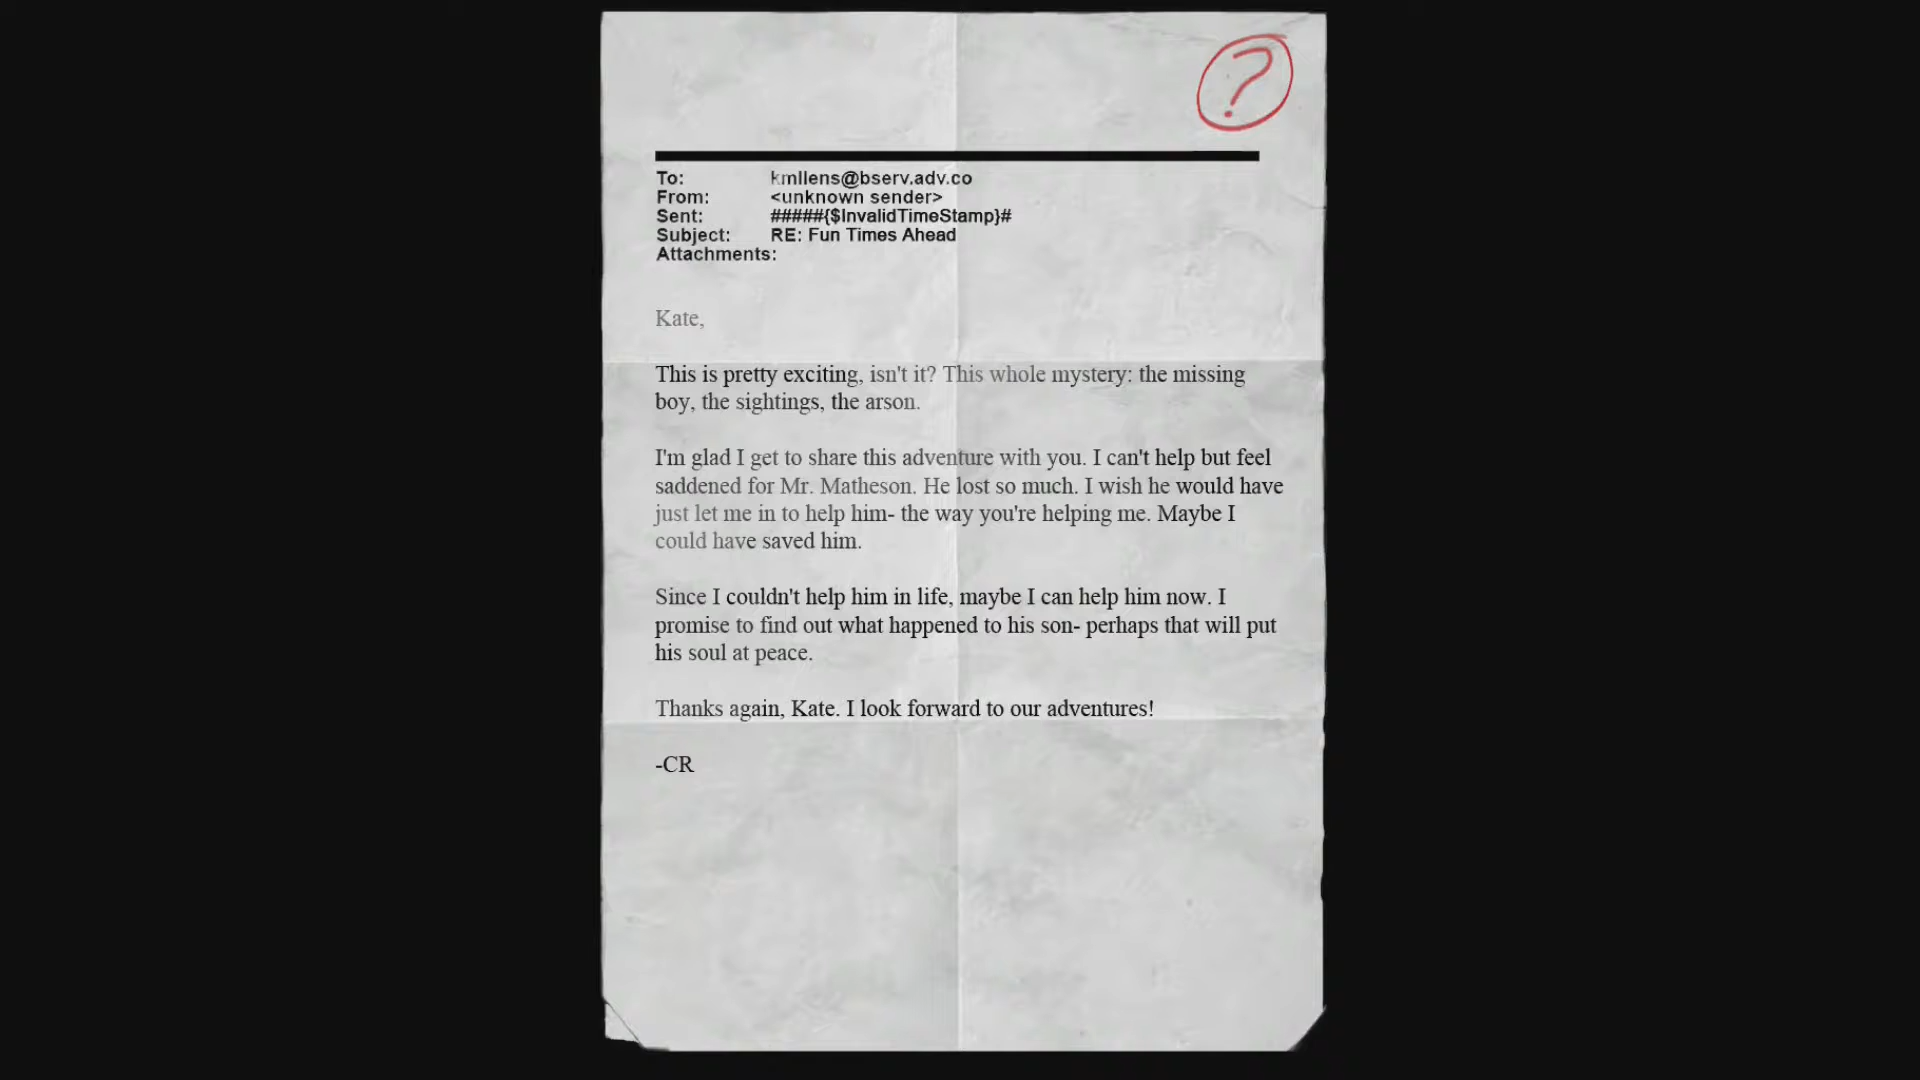 ?
To: kmllens@bserv.adv.co
From: <unknown sender>
Sent: #####{$InvalidTimeStamp}#
Subject: RE: Fun Times Ahead
Attachments:
Kate,
This is pretty exciting, isn't it? This whole mystery: the missing
boy, the sightings, the arson.
I'm glad I get to share this adventure with you. I can't help but feel
saddened for Mr. Matheson. He lost so much. I wish he would have
just let me in to help him- the way you're helping me. Maybe I
could have saved him.
Since I couldn't help him in life, maybe I can help him now. I
promise to find out what happened to his son- perhaps that will put
his soul at peace.
Thanks again, Kate. I look forward to our adventures!
-CR